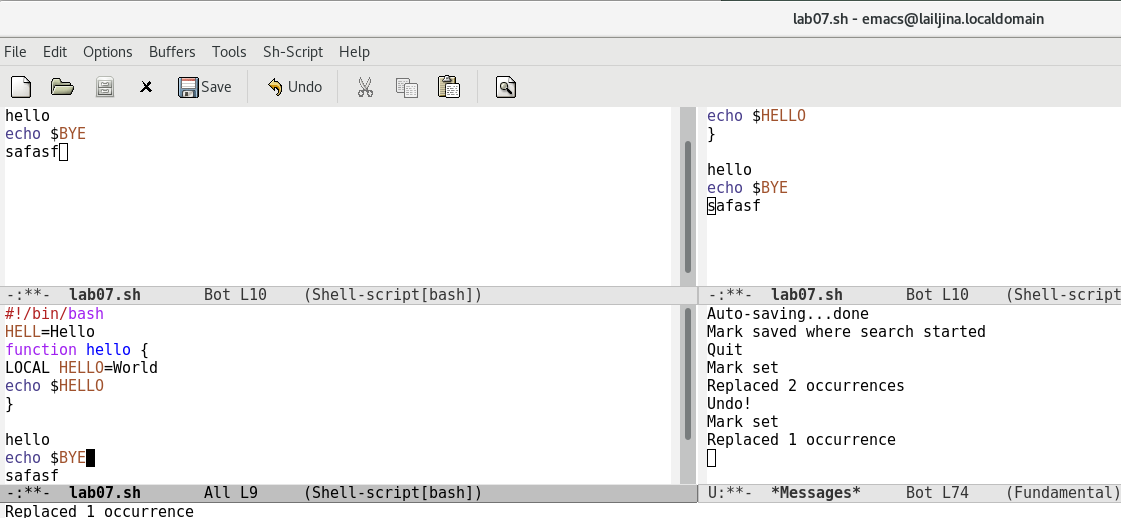 lab07.sh - emacs@lailjina.localdomain
File Edit Options Buffers Tools Sh-Script Help
Save Undo
hello
echo $BYE
safasf
-:**- lab07.sh Bot L10 (Shell-script[bash])
echo $HELLO
}
hello
echo $BYE
safasf
-:**- lab07.sh Bot L10 (Shell-script
#!/bin/bash
HELL=Hello
function hello {
LOCAL HELLO=World
echo $HELLO
}
hello
echo $BYE
safasf
-:**- lab07.sh All L9 (Shell-script[bash])
Auto-saving...done
Mark saved where search started
Quit
Mark set
Replaced 2 occurrences
Undo!
Mark set
Replaced 1 occurrence
U:**- *Messages* Bot L74 (Fundamental)
Replaced 1 occurrence